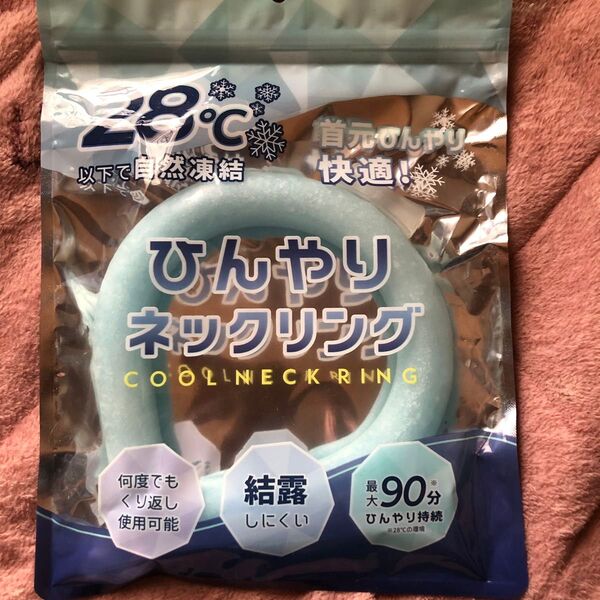 28℃
以下で自然凍結
首元ひんやり
快適!
ひんやり
ネックリング
COOL NECK RING
何度でも
くり返し
使用可能
結露
しにくい
最大90分※
ひんやり持続
※28℃の環境